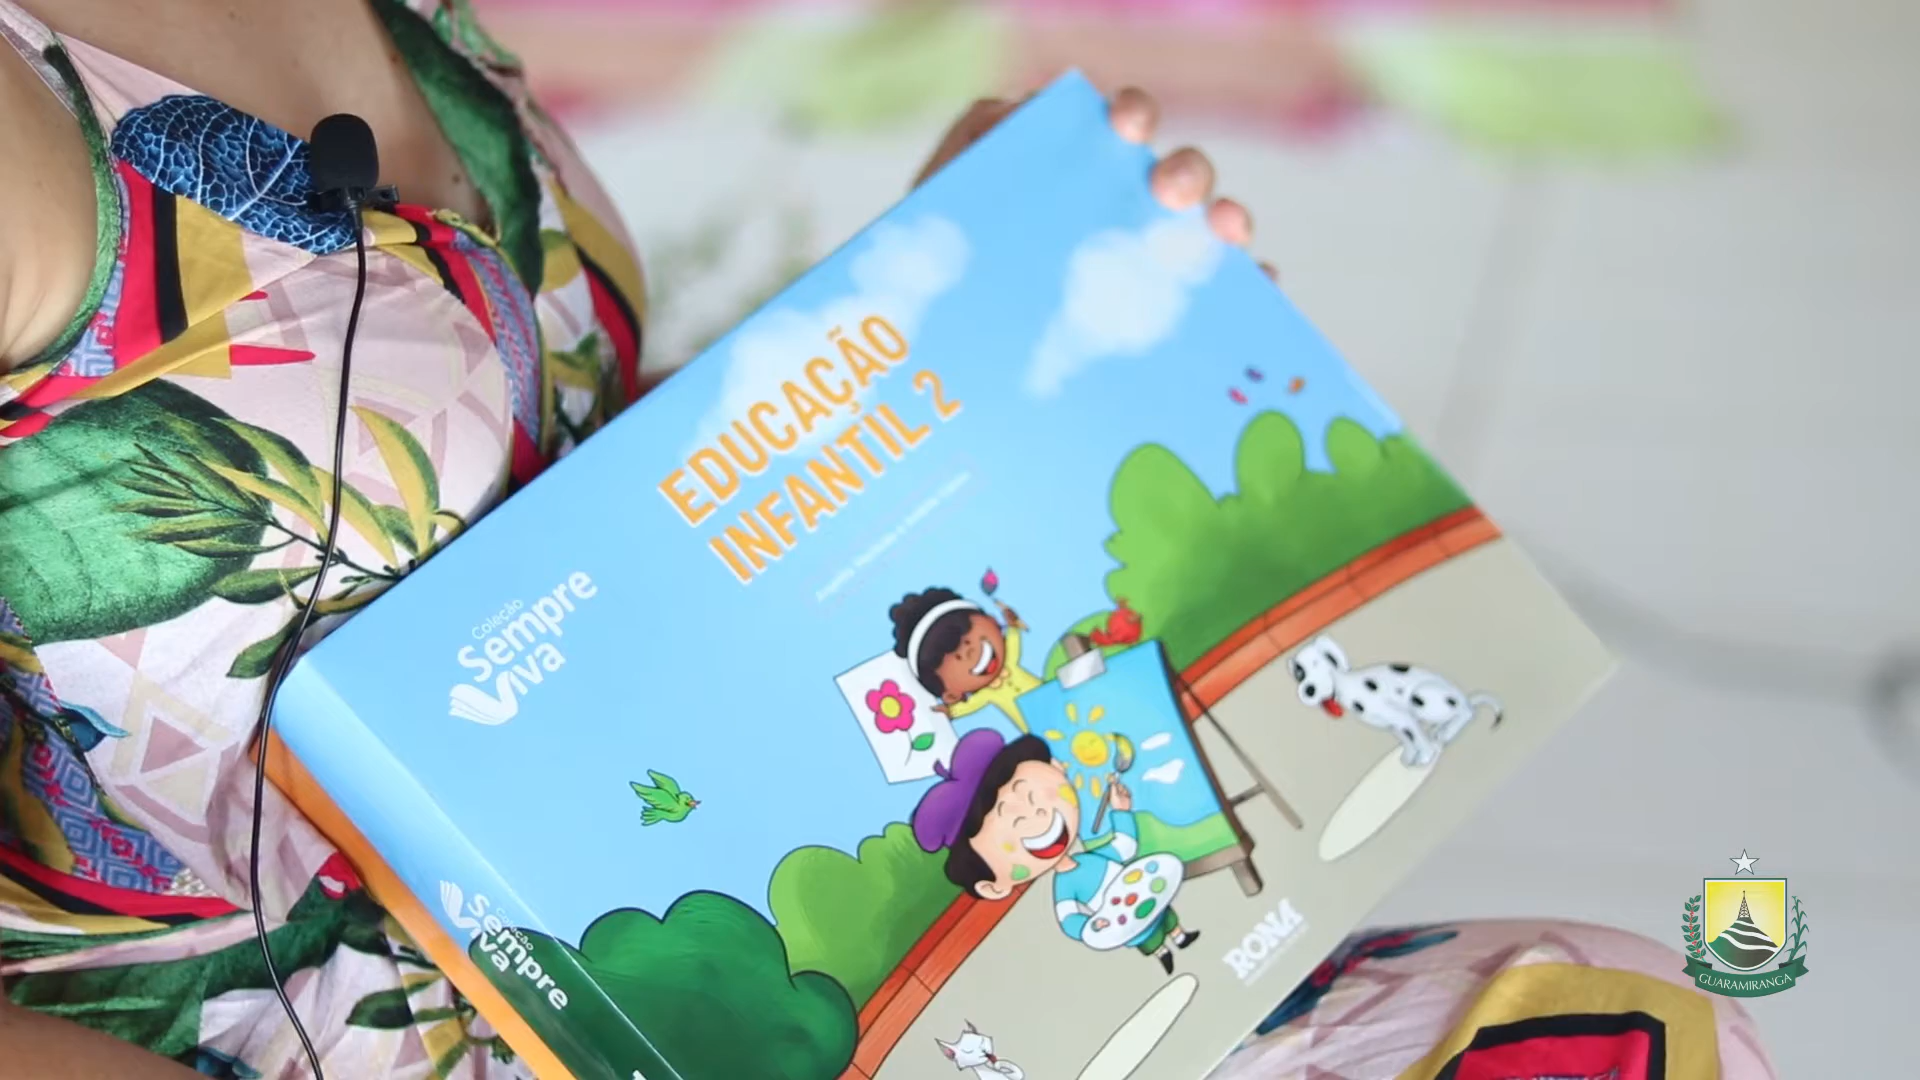 EDUCAÇÃO
INFANTIL 2
Coleção
Sempre
Viva
Coleção
Sempre
Viva
RONA
GUARAMIRANGA